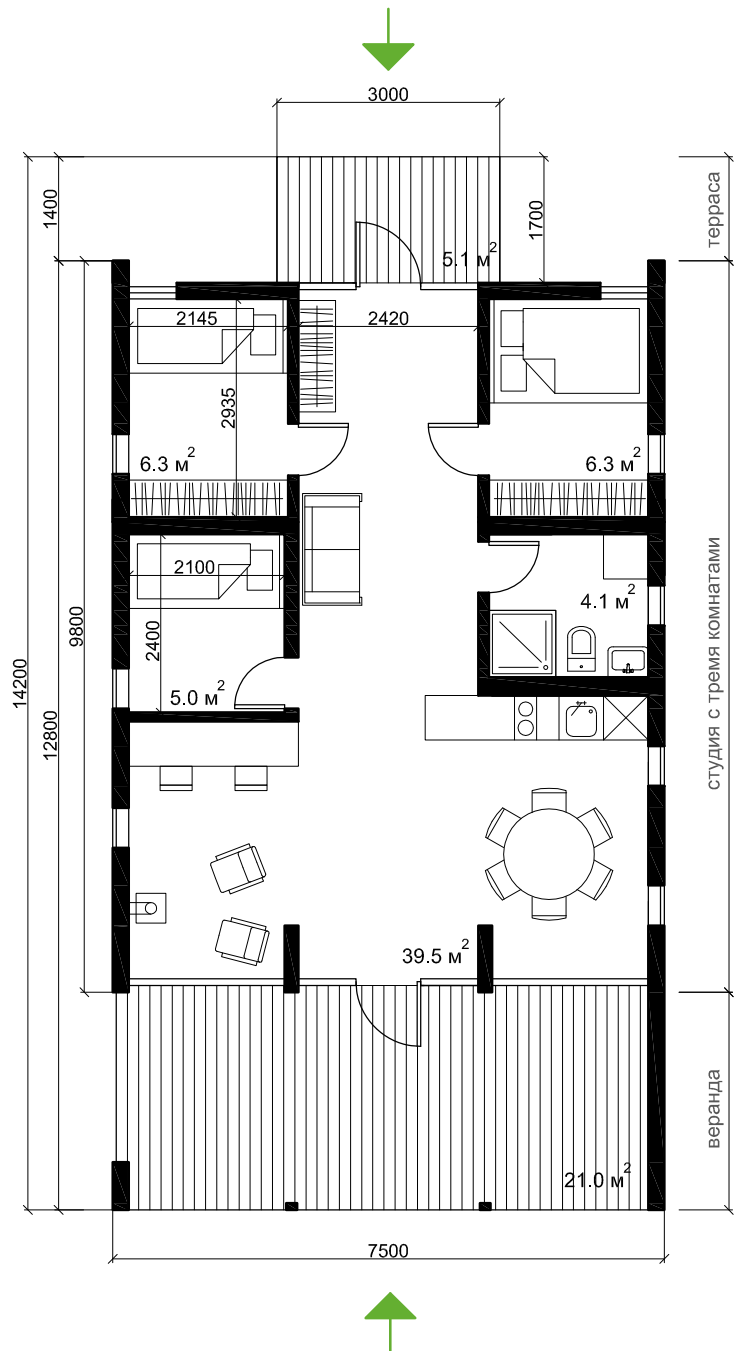 3000
1400
терраса
1700
5.1 м²
2145
2420
2935
6.3 м²
6.3 м²
студия с тремя комнатами
2100
4.1 м²
2400
9800
14200
5.0 м²
12800
39.5 м²
веранда
21.0 м²
7500